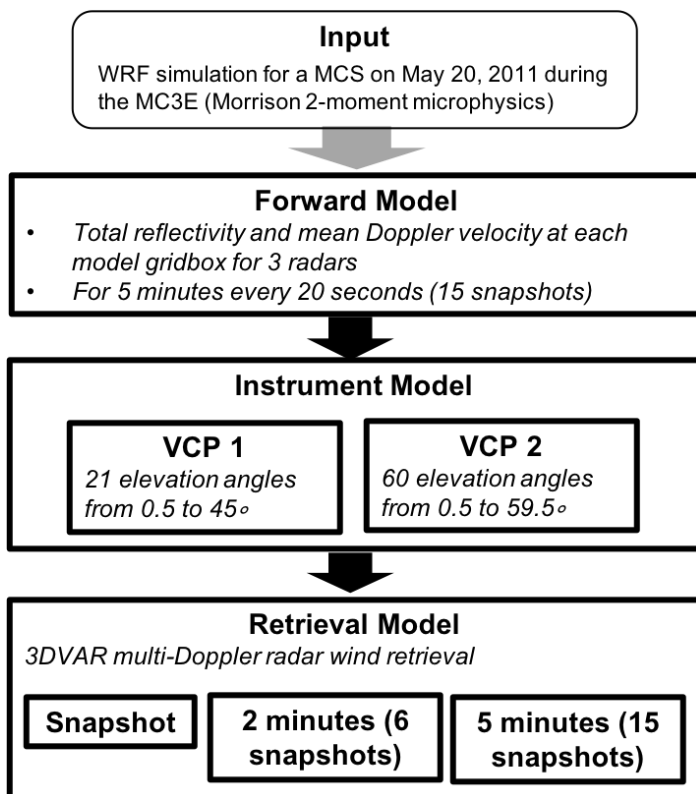 Input
WRF simulation for a MCS on May 20, 2011 during
the MC3E (Morrison 2-moment microphysics)
Forward Model
• Total reflectivity and mean Doppler velocity at each
model gridbox for 3 radars
• For 5 minutes every 20 seconds (15 snapshots)
Instrument Model
VCP 1
21 elevation angles
from 0.5 to 45°
VCP 2
60 elevation angles
from 0.5 to 59.5°
Retrieval Model
3DVAR multi-Doppler radar wind retrieval
Snapshot
2 minutes (6
snapshots)
5 minutes (15
snapshots)